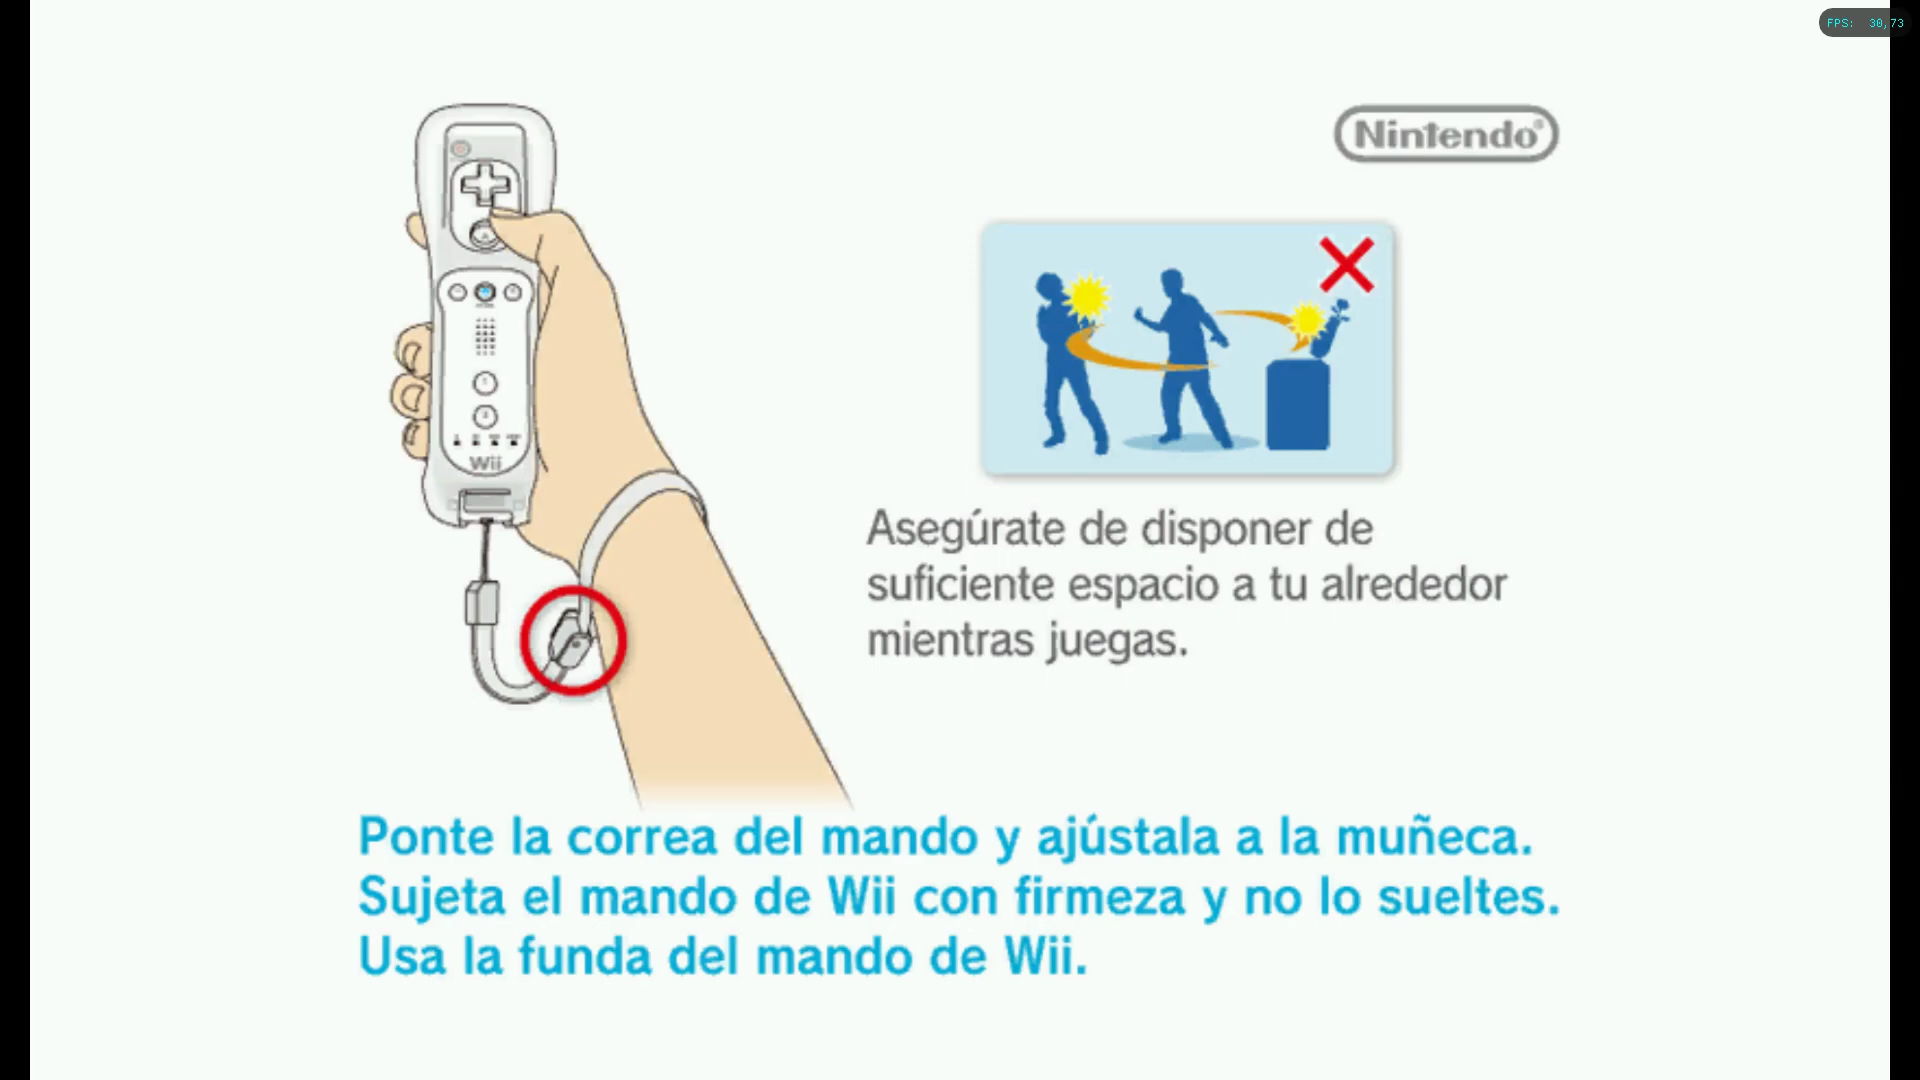 FPS: 30,73
Nintendo®
Wii
Asegúrate de disponer de
suficiente espacio a tu alrededor
mientras juegas.
Ponte la correa del mando y ajústala a la muñeca.
Sujeta el mando de Wii con firmeza y no lo sueltes.
Usa la funda del mando de Wii.